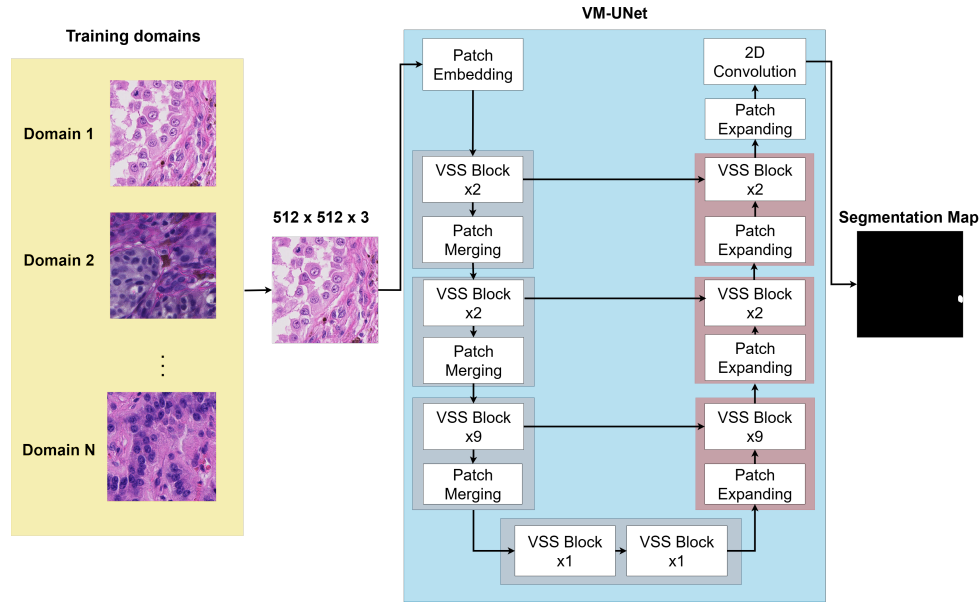 VM-UNet
Training domains
Domain 1
Domain 2
Domain N
512 x 512 x 3
Patch
Embedding
VSS Block
x2
Patch
Merging
VSS Block
x2
Patch
Merging
VSS Block
x9
Patch
Merging
VSS Block
x1
VSS Block
x1
2D
Convolution
Patch
Expanding
VSS Block
x2
Patch
Expanding
VSS Block
x2
Patch
Expanding
VSS Block
x9
Patch
Expanding
Segmentation Map